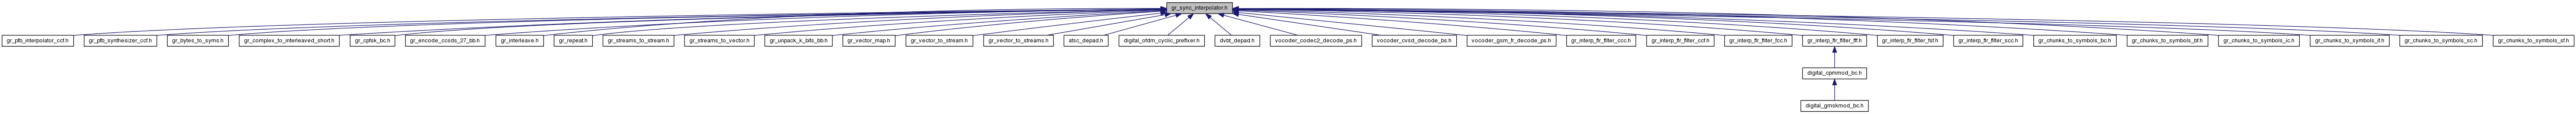 gr_sync_interpolator.h
gr_pfb_interpolator_ccf.h
gr_pfb_synthesizer_ccf.h
gr_bytes_to_syms.h
gr_complex_to_interleaved_short.h
gr_cpfsk_bc.h
gr_encode_ccsds_27_bb.h
gr_interleave.h
gr_repeat.h
gr_streams_to_stream.h
gr_streams_to_vector.h
gr_unpack_k_bits_bb.h
gr_vector_map.h
gr_vector_to_stream.h
gr_vector_to_streams.h
atsc_depad.h
digital_ofdm_cyclic_prefixer.h
dvbt_depad.h
vocoder_codec2_decode_ps.h
vocoder_cvsd_decode_bs.h
vocoder_gsm_fr_decode_ps.h
gr_interp_fir_filter_ccc.h
gr_interp_fir_filter_ccf.h
gr_interp_fir_filter_fcc.h
gr_interp_fir_filter_fff.h
gr_interp_fir_filter_fsf.h
gr_interp_fir_filter_scc.h
gr_chunks_to_symbols_bc.h
gr_chunks_to_symbols_bf.h
gr_chunks_to_symbols_ic.h
gr_chunks_to_symbols_if.h
gr_chunks_to_symbols_sc.h
gr_chunks_to_symbols_sf.h
digital_cpmmod_bc.h
digital_gmskmod_bc.h